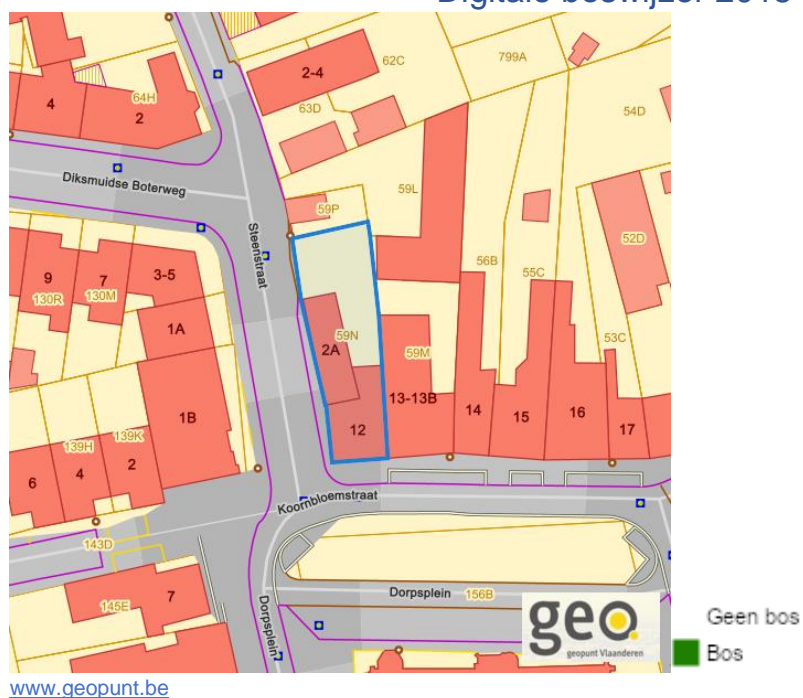 2-4
62C
799A
4
64H
2
63D
54D
Diksmuidse Boterweg
59L
59P
Steenstraat
52D
9
7
3-5
130R
130M
56B
55C
1A
59N
2A
59M
53C
1B
13-13B
14
15
16
17
12
139H
139K
6
4
2
Koornbloemstraat
143D
Dorpsplein
156B
145E
7
Dorpsplein
geo
geopunt Vlaanderen
Geen bos
Bos
www.geopunt.be